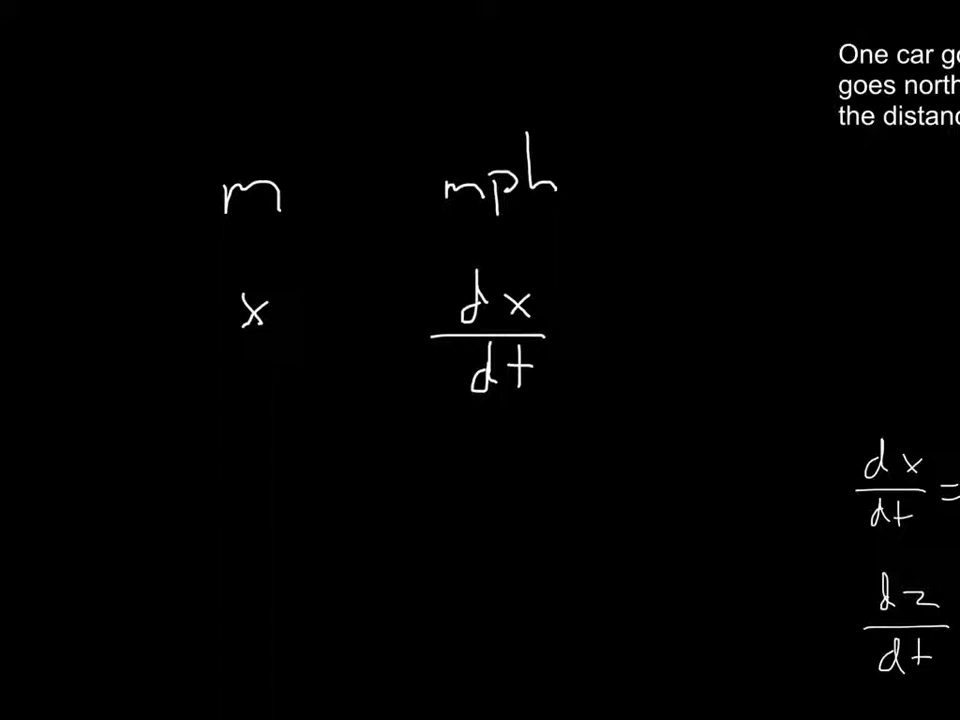 One car go
goes north
the distanc
m mph
x dx/dt
dx/dt =
dz/dt